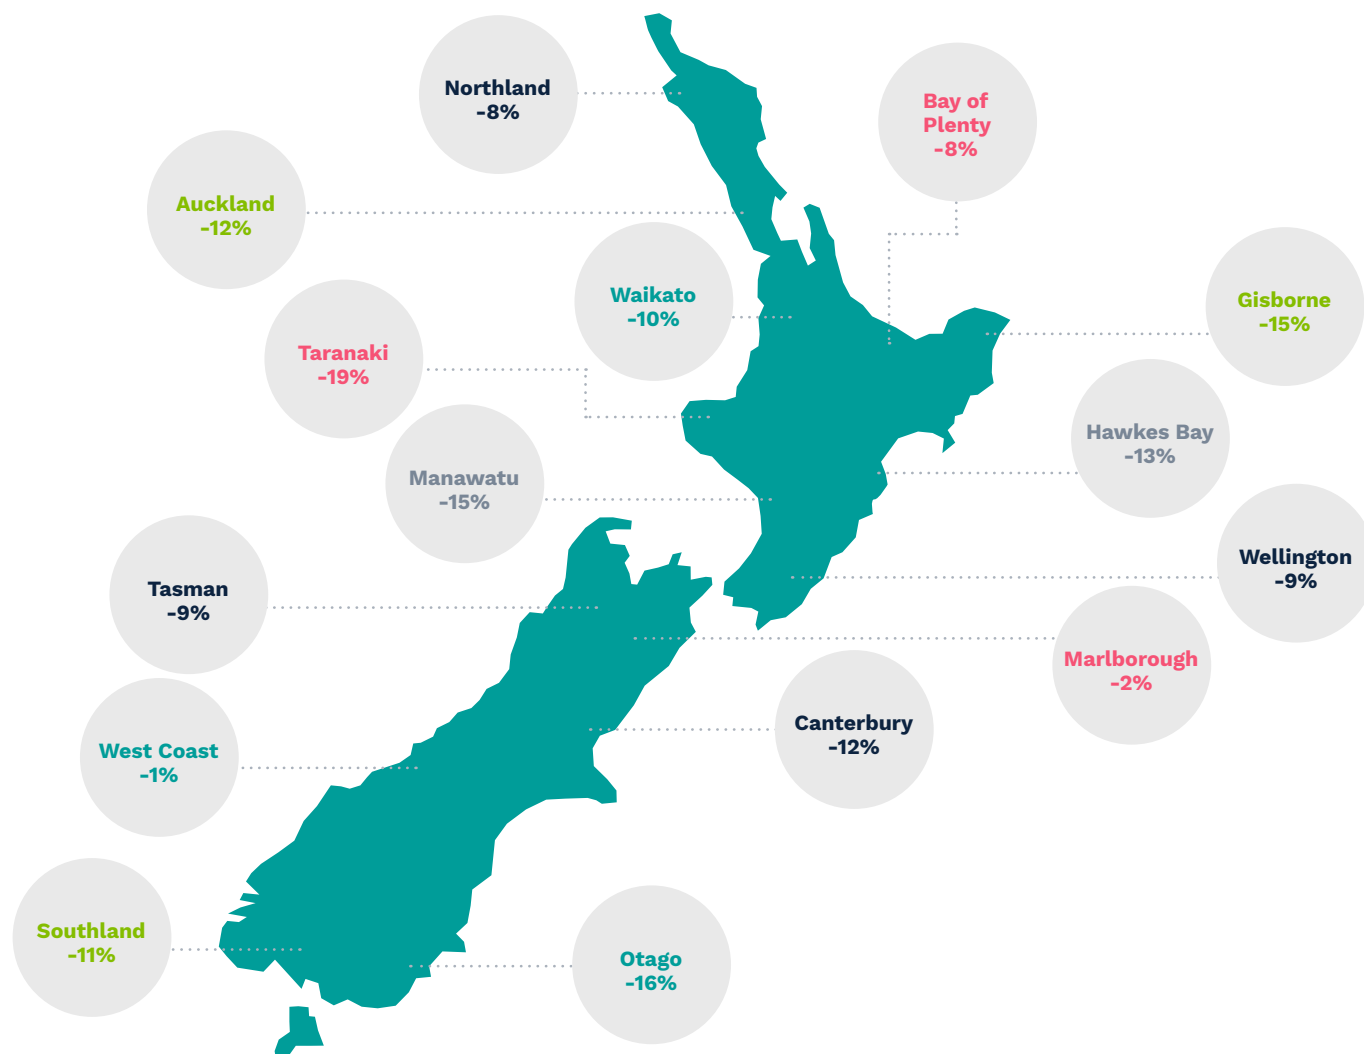 Northland
-8%
Bay of
Plenty
-8%
Auckland
-12%
Waikato
-10%
Gisborne
-15%
Taranaki
-19%
Hawkes Bay
-13%
Manawatu
-15%
Wellington
-9%
Tasman
-9%
Marlborough
-2%
Canterbury
-12%
West Coast
-1%
Southland
-11%
Otago
-16%